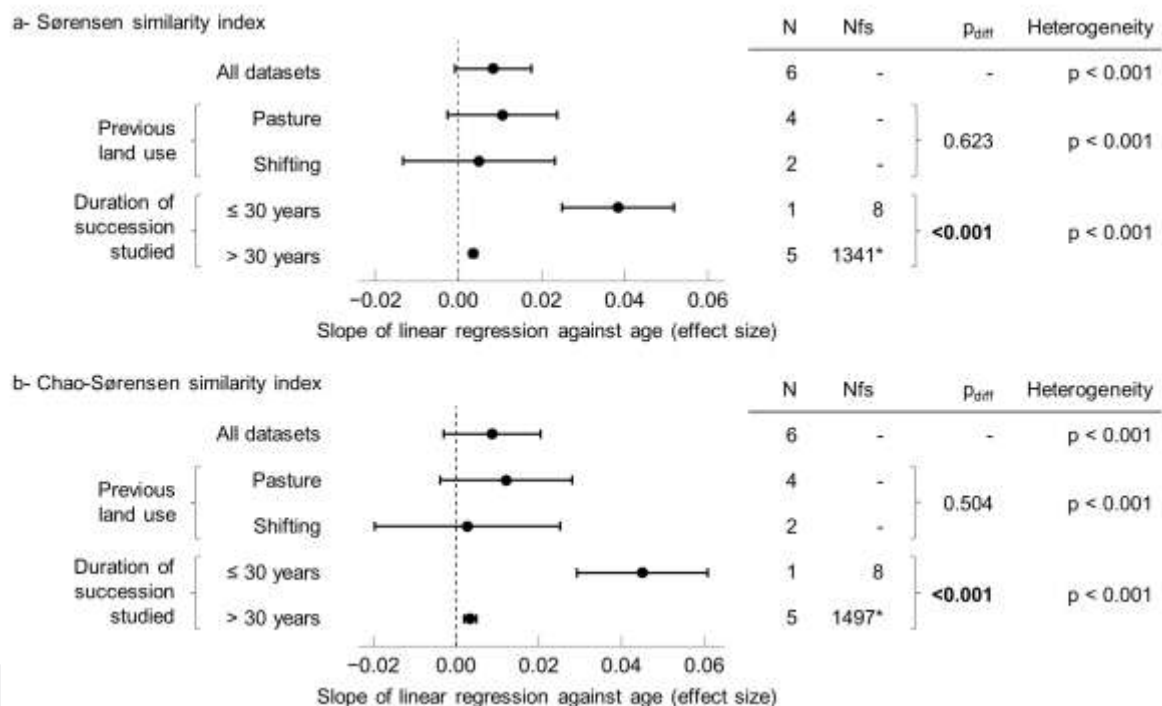 a- Sørensen similarity index
N Nfs pdiff Heterogeneity
All datasets 6 - - p < 0.001
Previous land use
Pasture 4 -
0.623 p < 0.001
Shifting 2 -
Duration of succession studied
≤ 30 years 1 8
<0.001 p < 0.001
> 30 years 5 1341*
−0.02 0.00 0.02 0.04 0.06
Slope of linear regression against age (effect size)
b- Chao-Sørensen similarity index
N Nfs pdiff Heterogeneity
All datasets 6 - - p < 0.001
Previous land use
Pasture 4 -
0.504 p < 0.001
Shifting 2 -
Duration of succession studied
≤ 30 years 1 8
<0.001 p < 0.001
> 30 years 5 1497*
−0.02 0.00 0.02 0.04 0.06
Slope of linear regression against age (effect size)